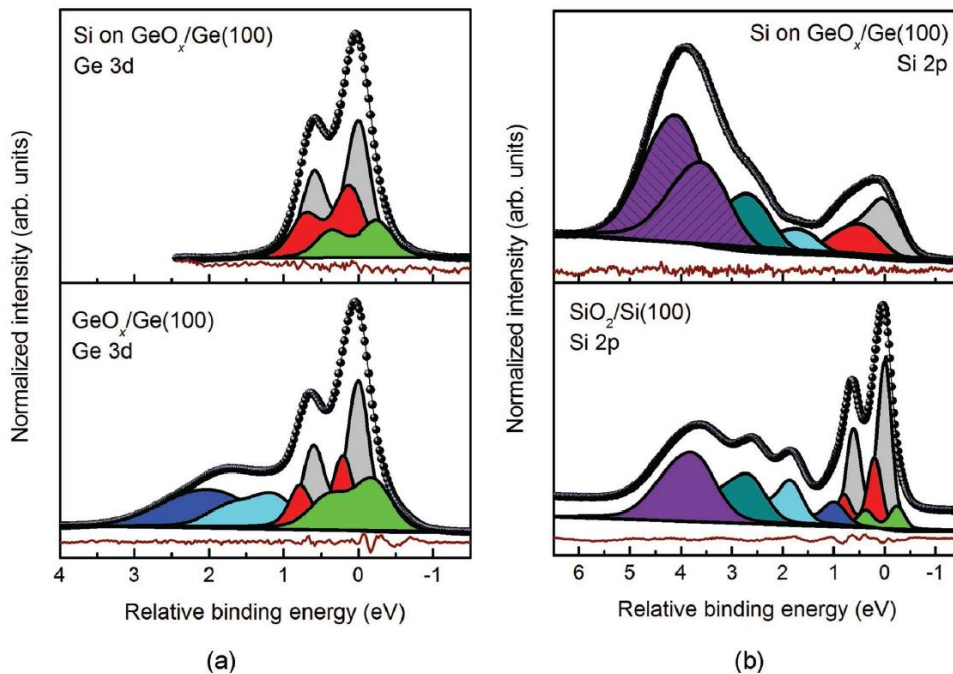 Si on GeOₓ/Ge(100)
Ge 3d
GeOₓ/Ge(100)
Ge 3d
Normalized intensity (arb. units)
4 3 2 1 0 -1
Relative binding energy (eV)
(a)
Si on GeOₓ/Ge(100)
Si 2p
SiO₂/Si(100)
Si 2p
Normalized intensity (arb. units)
6 5 4 3 2 1 0 -1
Relative binding energy (eV)
(b)